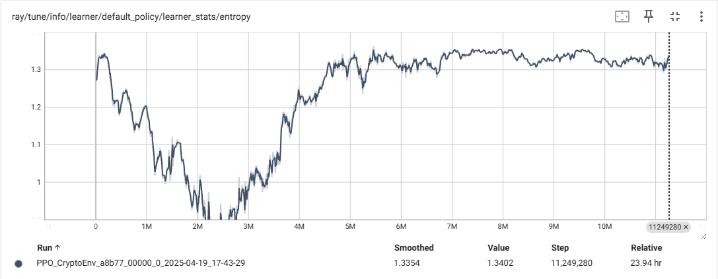 ray/tune/info/learner/default_policy/learner_stats/entropy
1.3
1.2
1.1
1
0 1M 2M 3M 4M 5M 6M 7M 8M 9M 10M 11249280 ×
Run ↑ Smoothed Value Step Relative
PPO_CryptoEnv_a8b77_00000_0_2025-04-19_17-43-29 1.3354 1.3402 11,249,280 23.94 hr